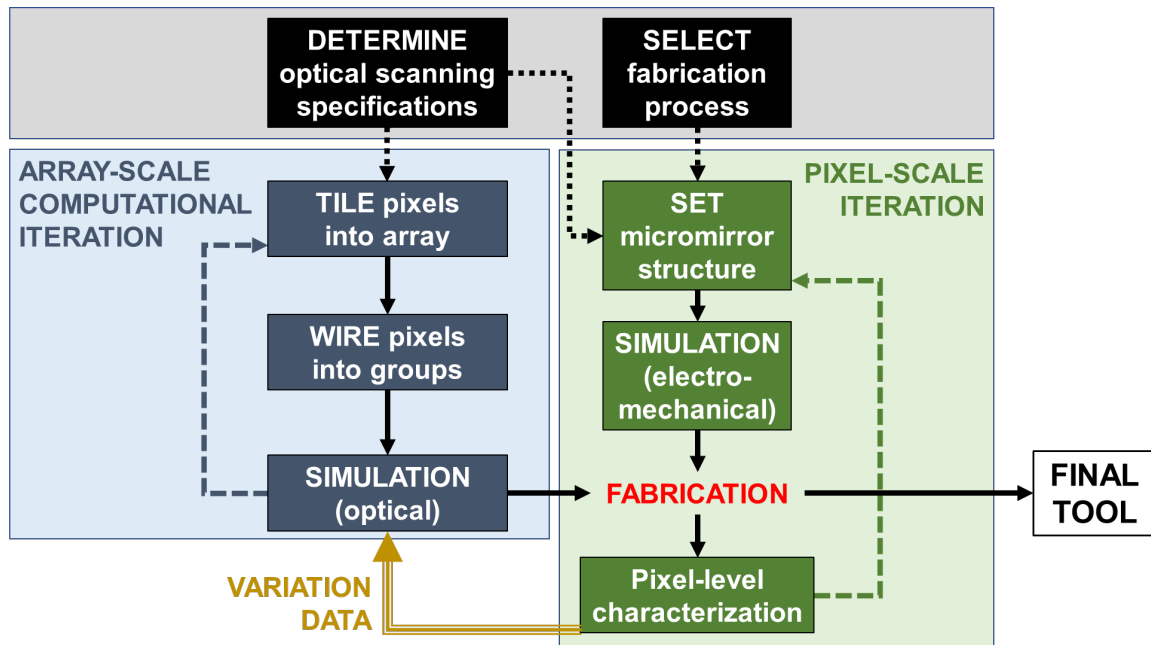 DETERMINE
optical scanning
specifications
SELECT
fabrication
process
ARRAY-SCALE
COMPUTATIONAL
ITERATION
PIXEL-SCALE
ITERATION
TILE pixels
into array
SET
micromirror
structure
WIRE pixels
into groups
SIMULATION
(electro-
mechanical)
SIMULATION
(optical)
FABRICATION
FINAL
TOOL
VARIATION
DATA
Pixel-level
characterization